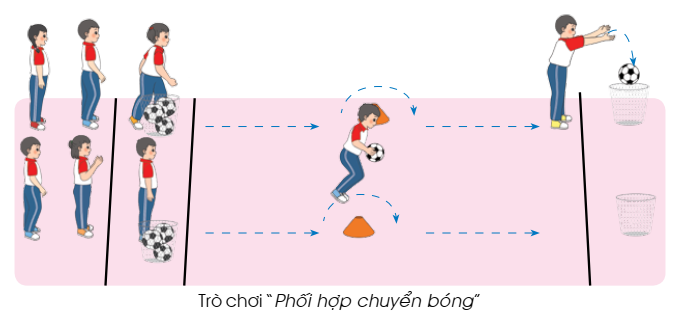 Trò chơi “Phối hợp chuyển bóng”